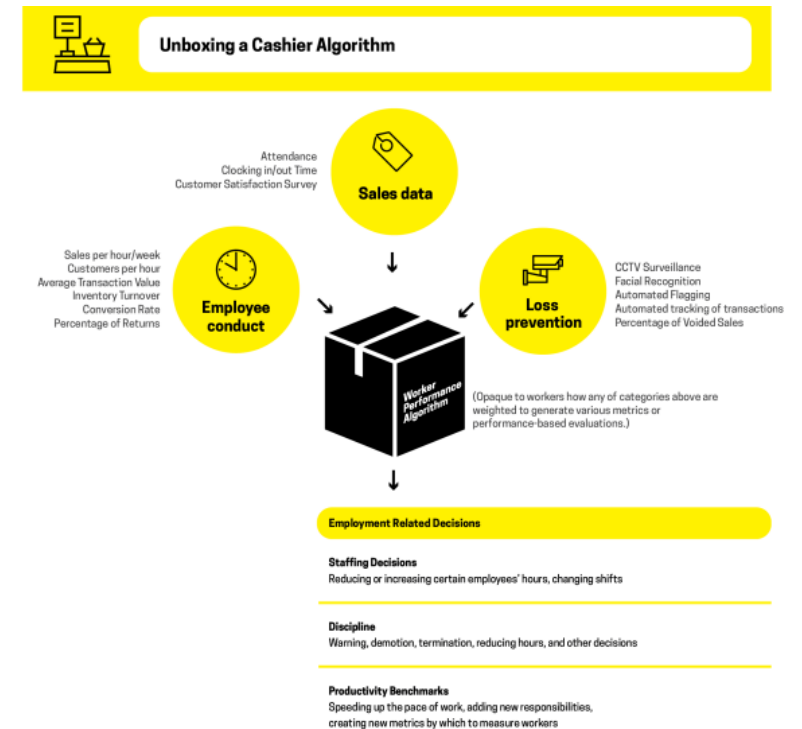 Unboxing a Cashier Algorithm
Attendance
Clocking in/out Time
Customer Satisfaction Survey
Sales data
Sales per hour/week
Customers per hour
Average Transaction Value
Inventory Turnover
Conversion Rate
Percentage of Returns
Employee
conduct
Loss
prevention
CCTV Surveillance
Facial Recognition
Automated Flagging
Automated tracking of transactions
Percentage of Voided Sales
Worker
Performance
Algorithm
(Opaque to workers how any of categories above are
weighted to generate various metrics or
performance-based evaluations.)
Employment Related Decisions
Staffing Decisions
Reducing or increasing certain employees' hours, changing shifts
Discipline
Warning, demotion, termination, reducing hours, and other decisions
Productivity Benchmarks
Speeding up the pace of work, adding new responsibilities,
creating new metrics by which to measure workers